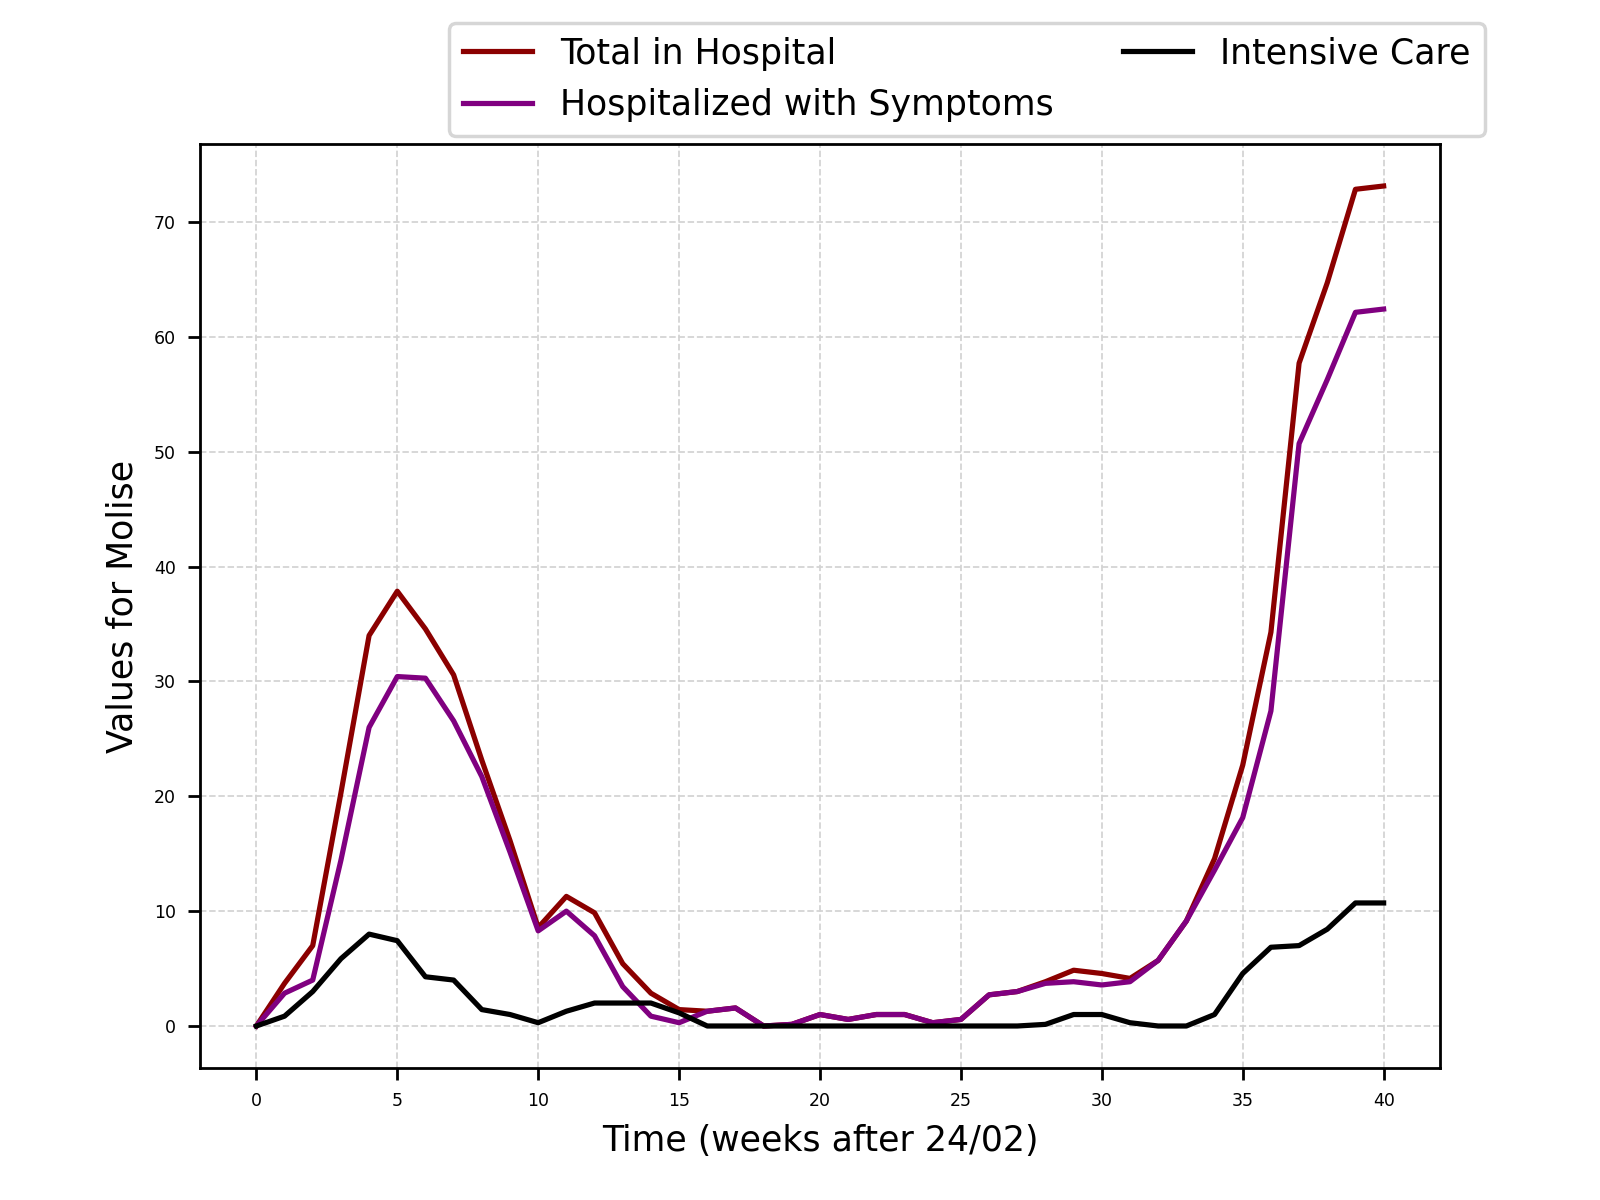 Total in Hospital
Hospitalized with Symptoms
Intensive Care
Values for Molise
70
60
50
40
30
20
10
0
0 5 10 15 20 25 30 35 40
Time (weeks after 24/02)